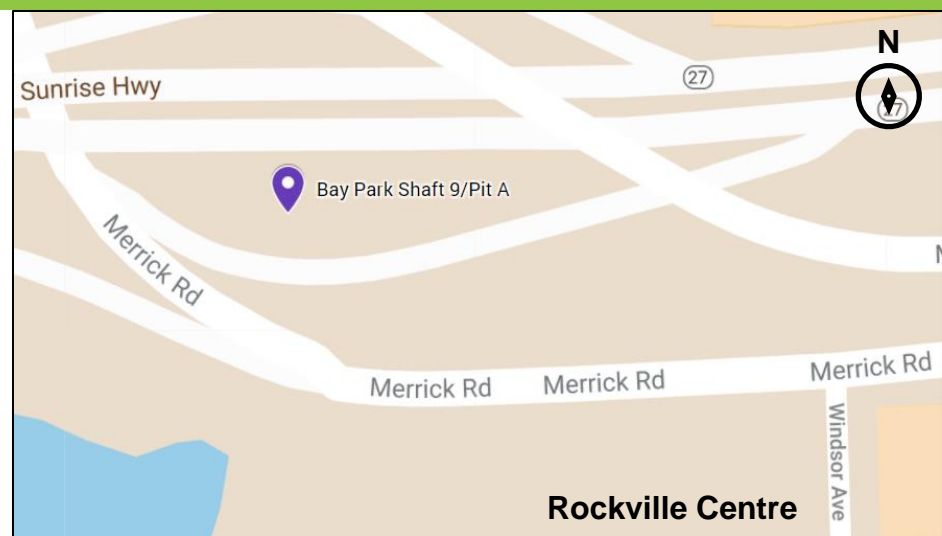 N
27
Sunrise Hwy
27
Bay Park Shaft 9/Pit A
Merrick Rd
Merrick Rd
Merrick Rd
Merrick Rd
Windsor Ave
Rockville Centre